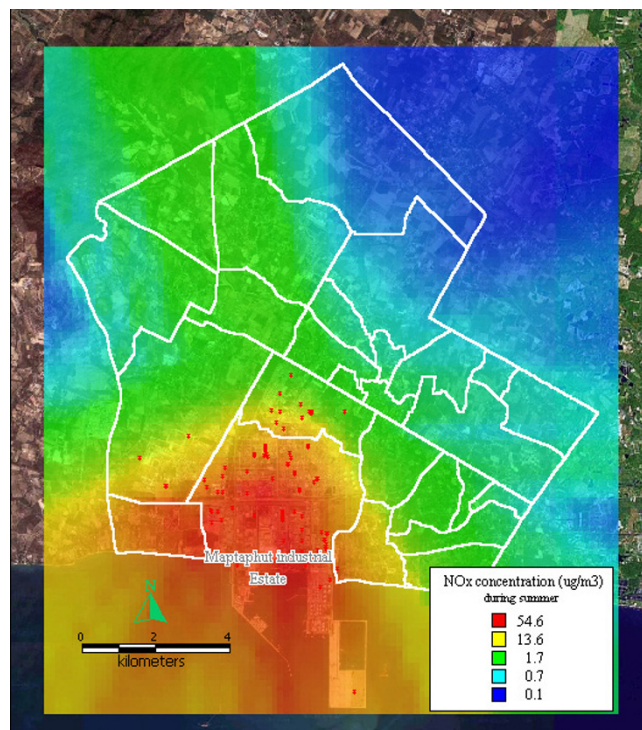 Maptaphut industrial
Estate
N
0 2 4
kilometers
NOx concentration (ug/m3)
during summer
54.6
13.6
1.7
0.7
0.1